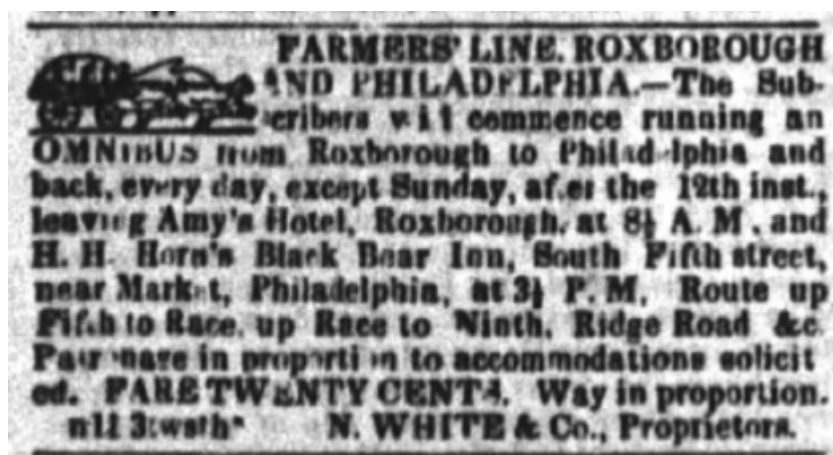 FARMERS' LINE. ROXBOROUGH
AND PHILADELPHIA.—The Sub-
scribers will commence running an
OMNIBUS from Roxborough to Philadelphia and
back, every day, except Sunday, after the 12th inst.,
leaving Amy's Hotel, Roxborough, at 8½ A. M., and
H. H. Horn's Black Bear Inn, South Fifth street,
near Market, Philadelphia, at 3½ P. M. Route up
Fifth to Race, up Race to Ninth, Ridge Road &c.
Patronage in proportion to accommodations solicit
ed. FARE TWENTY CENTS. Way in proportion.
N. WHITE & Co., Proprietors.